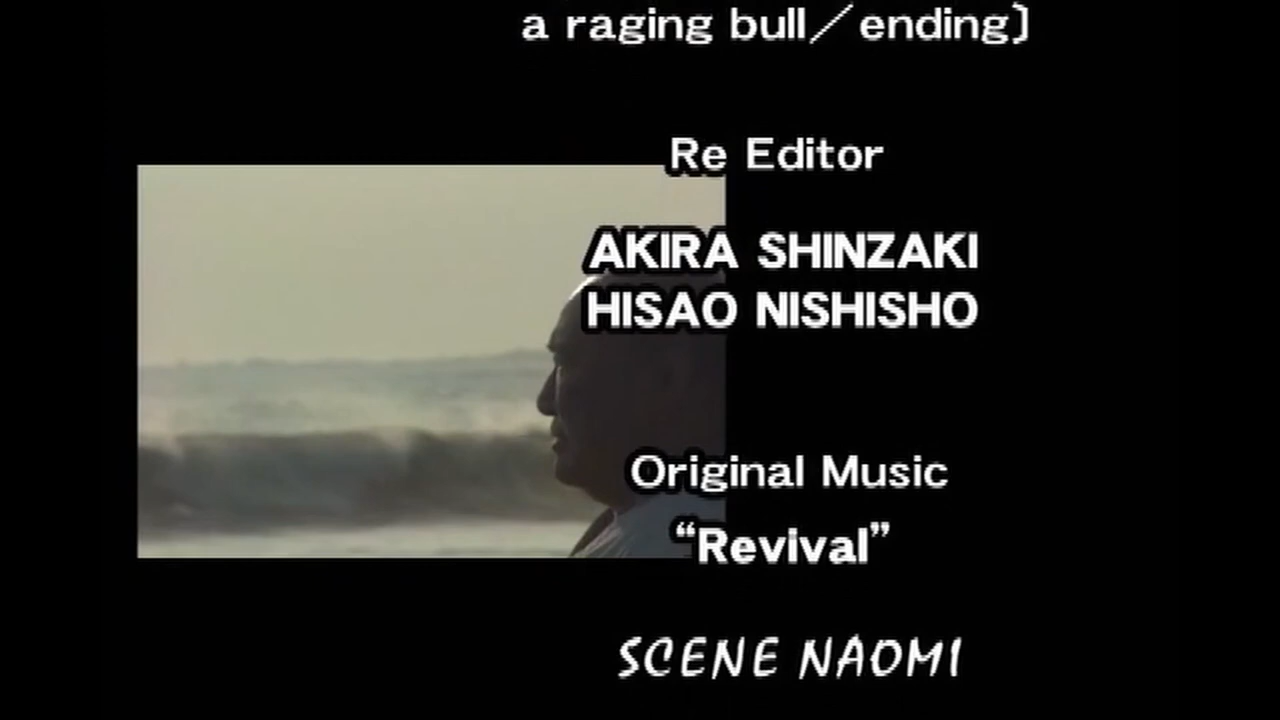 a raging bull／ending〕
Re Editor
AKIRA SHINZAKI
HISAO NISHISHO
Original Music
“Revival”
SCENE NAOMI